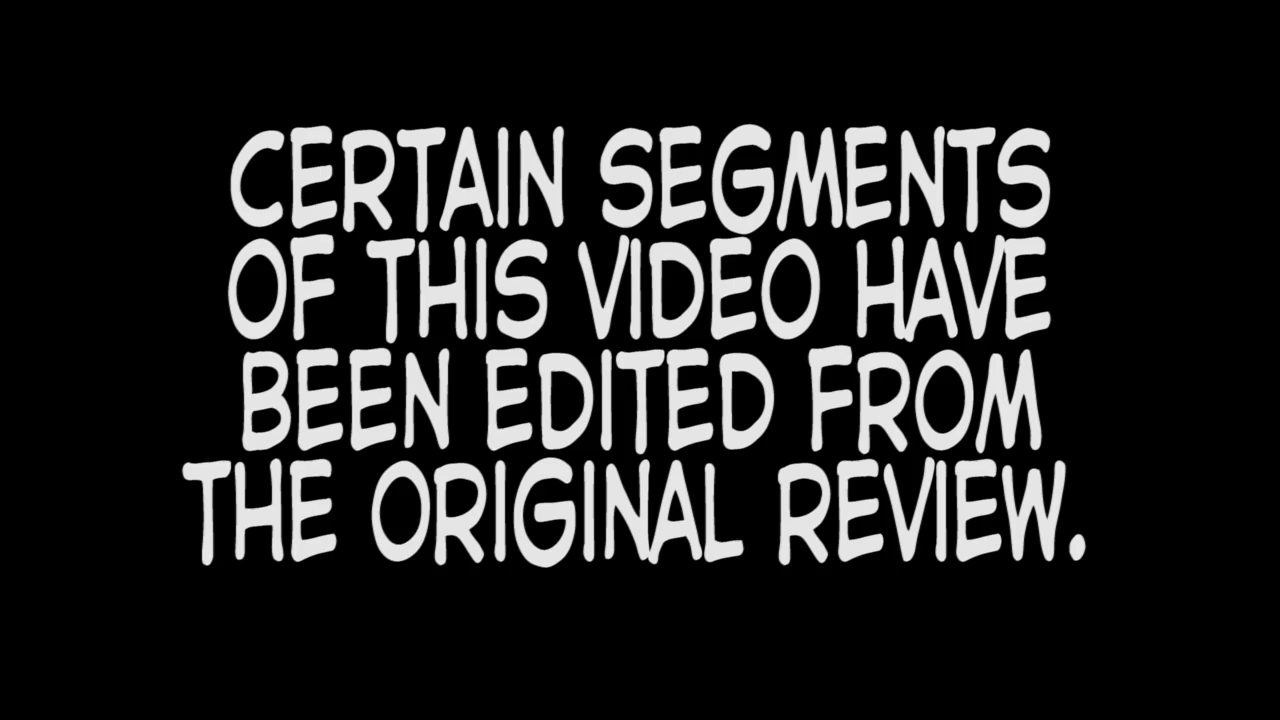 CERTAIN SEGMENTS
OF THIS VIDEO HAVE
BEEN EDITED FROM
THE ORIGINAL REVIEW.